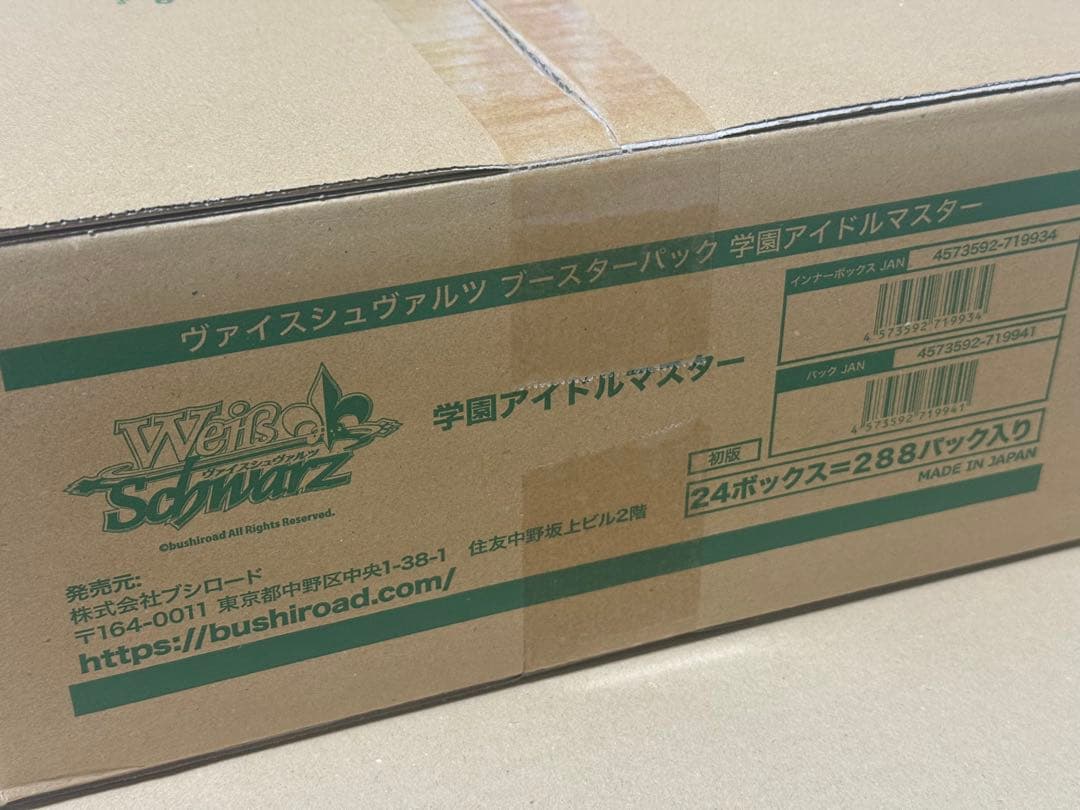 ヴァイスシュヴァルツ ブースターパック 学園アイドルマスター
Weiß
ヴァイスシュヴァルツ
Schwarz
©bushiroad All Rights Reserved.
学園アイドルマスター
インナーボックス JAN 4573592-719934
4 573592 719934
パック JAN 4573592-719941
4 573592 719941
初版
24ボックス=288パック入り
MADE IN JAPAN
発売元:
株式会社ブシロード
〒164-0011 東京都中野区中央1-38-1 住友中野坂上ビル2階
https://bushiroad.com/